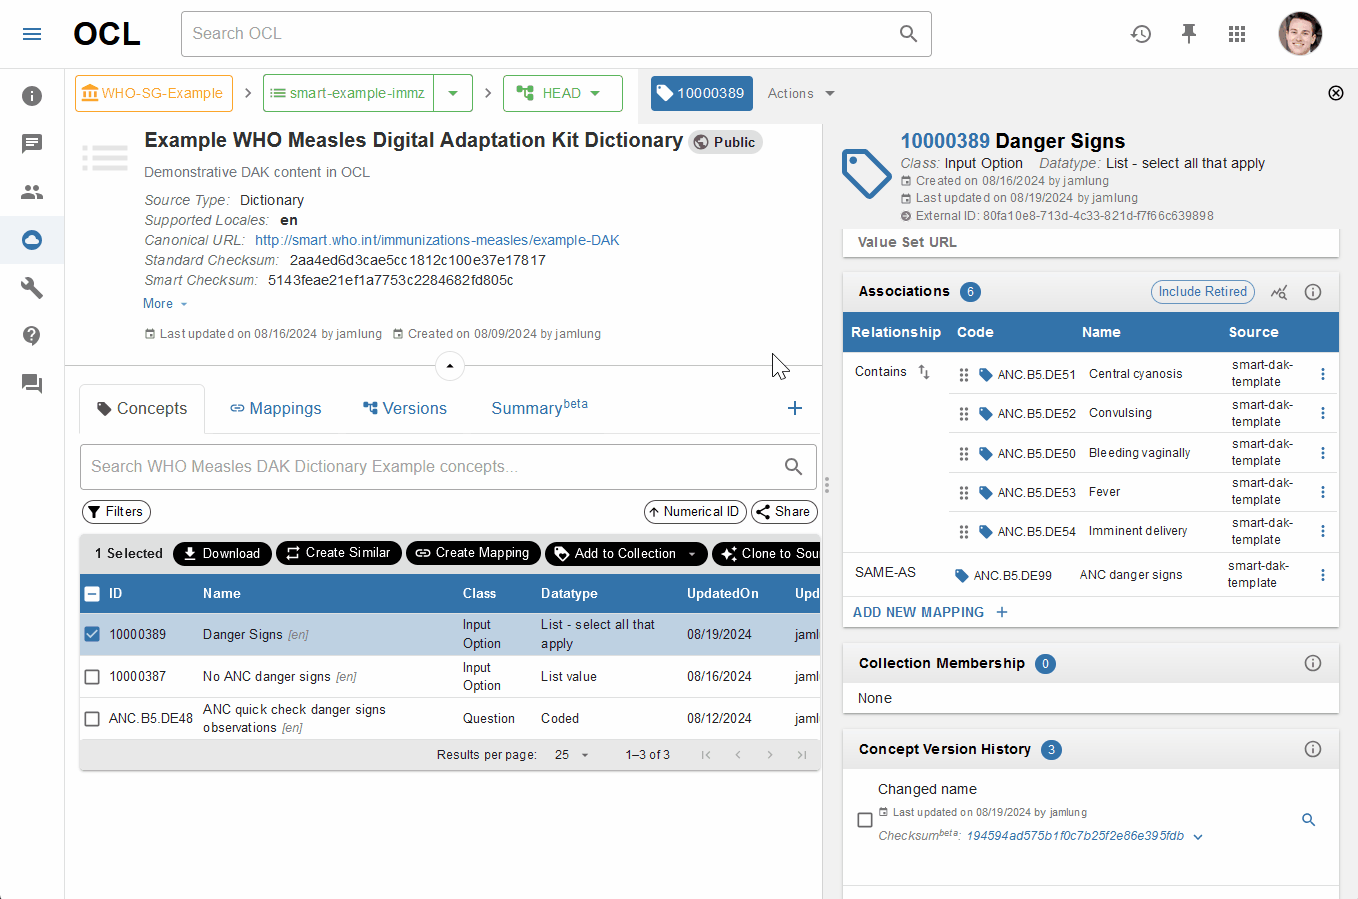 OCL
Search OCL
WHO-SG-Example
smart-example-immz
HEAD
10000389
Actions
Example WHO Measles Digital Adaptation Kit Dictionary
Public
Demonstrative DAK content in OCL
Source Type: Dictionary
Supported Locales: en
Canonical URL: http://smart.who.int/immunizations-measles/example-DAK
Standard Checksum: 2aa4ed6d3cae5cc1812c100e37e17817
Smart Checksum: 5143feae21ef1a7753c2284682fd805c
More
Last updated on 08/16/2024 by jamlung
Created on 08/09/2024 by jamlung
Concepts
Mappings
Versions
Summary beta
Search WHO Measles DAK Dictionary Example concepts...
Filters
Numerical ID
Share
1 Selected
Download
Create Similar
Create Mapping
Add to Collection
Clone to Sou
ID Name Class Datatype UpdatedOn Upd
10000389 Danger Signs [en] Input Option List - select all that apply 08/19/2024 jamlu
10000387 No ANC danger signs [en] Input Option List value 08/16/2024 jamlu
ANC.B5.DE48 ANC quick check danger signs observations [en] Question Coded 08/12/2024 jamlu
Results per page: 25 1–3 of 3
10000389 Danger Signs
Class: Input Option Datatype: List - select all that apply
Created on 08/16/2024 by jamlung
Last updated on 08/19/2024 by jamlung
External ID: 80fa10e8-713d-4c33-821d-f7f66c639898
Value Set URL
Associations 6
Include Retired
Relationship Code Name Source
Contains
ANC.B5.DE51 Central cyanosis smart-dak-template
ANC.B5.DE52 Convulsing smart-dak-template
ANC.B5.DE50 Bleeding vaginally smart-dak-template
ANC.B5.DE53 Fever smart-dak-template
ANC.B5.DE54 Imminent delivery smart-dak-template
SAME-AS ANC.B5.DE99 ANC danger signs smart-dak-template
ADD NEW MAPPING +
Collection Membership 0
None
Concept Version History 3
Changed name
Last updated on 08/19/2024 by jamlung
Checksum beta: 194594ad575b1f0c7b25f2e86e395fdb